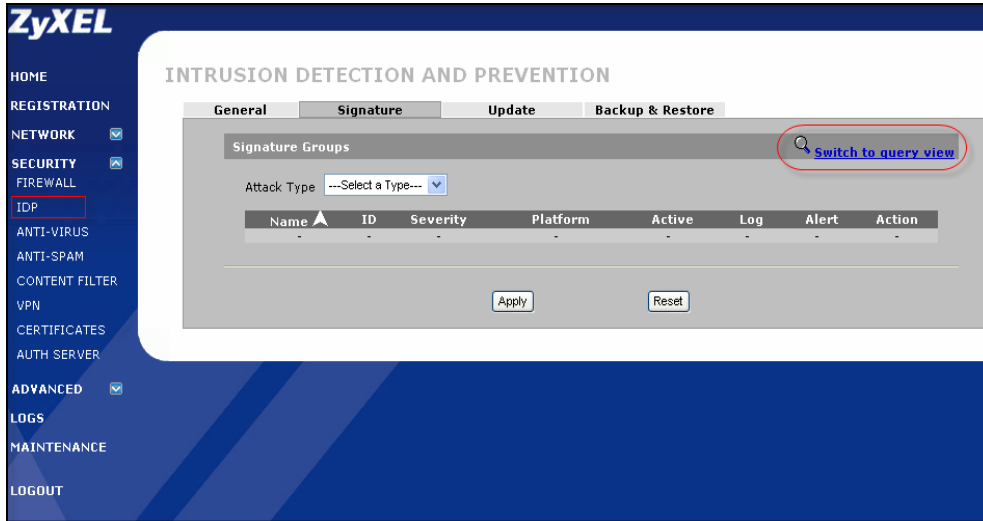 ZyXEL
HOME
REGISTRATION
NETWORK
SECURITY
FIREWALL
IDP
ANTI-VIRUS
ANTI-SPAM
CONTENT FILTER
VPN
CERTIFICATES
AUTH SERVER
ADVANCED
LOGS
MAINTENANCE
LOGOUT
INTRUSION DETECTION AND PREVENTION
General Signature Update Backup & Restore
Signature Groups Switch to query view
Attack Type ---Select a Type---
Name ID Severity Platform Active Log Alert Action
- - - - - - - -
Apply Reset